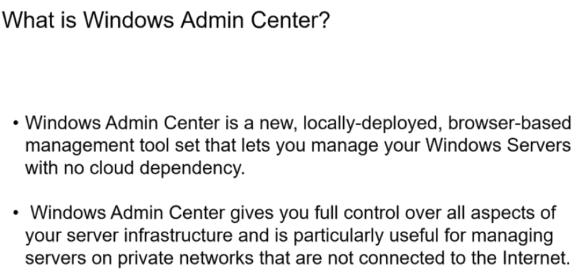 What is Windows Admin Center?
• Windows Admin Center is a new, locally-deployed, browser-based
management tool set that lets you manage your Windows Servers
with no cloud dependency.
• Windows Admin Center gives you full control over all aspects of
your server infrastructure and is particularly useful for managing
servers on private networks that are not connected to the Internet.